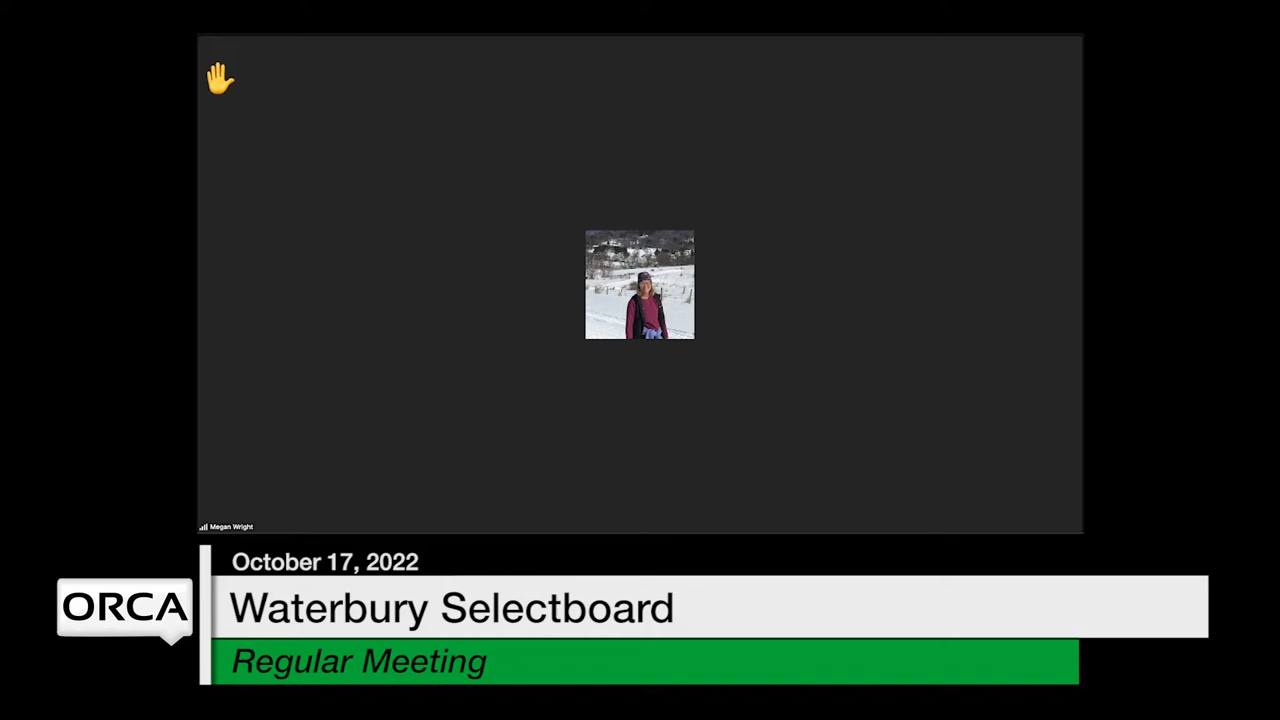 Megan Wright
October 17, 2022
ORCA
Waterbury Selectboard
Regular Meeting